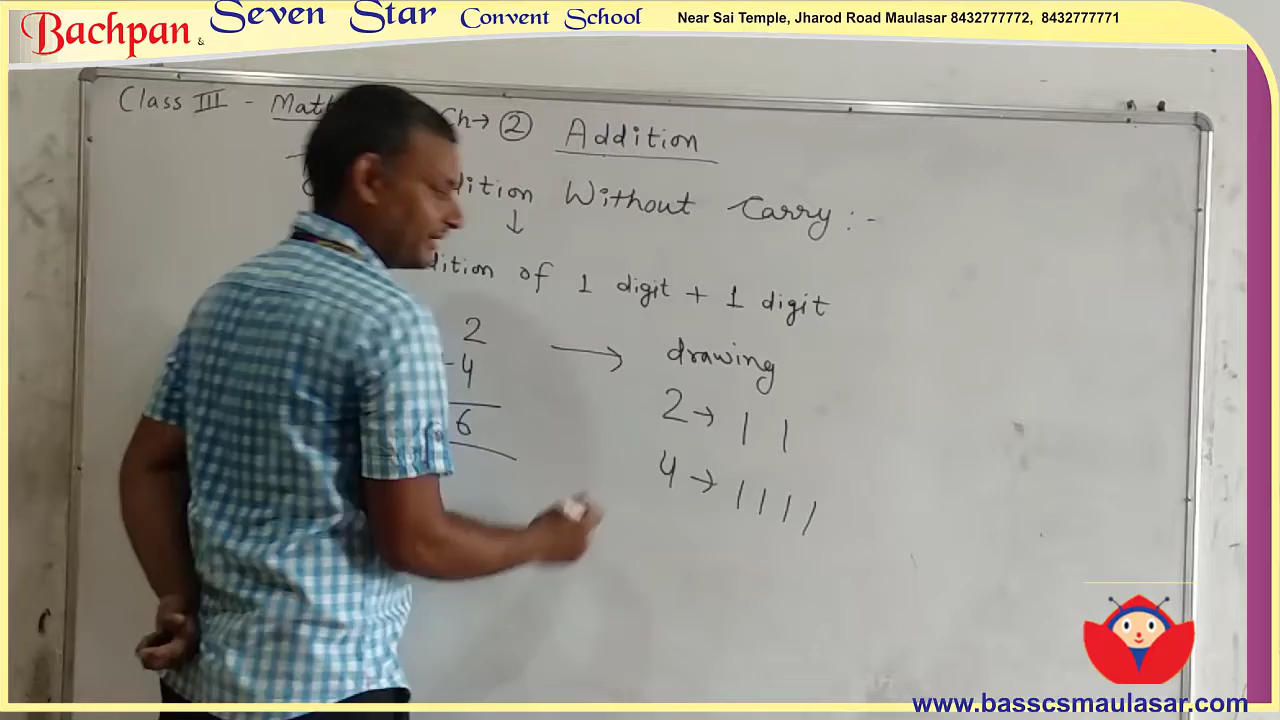 Bachpan & Seven Star Convent School
Near Sai Temple, Jharod Road Maulasar 8432777772, 8432777771
Class III - Math Ch→ ② Addition
dition Without Carry :-
↓
dition of 1 digit + 1 digit
2 → drawing
4
6
2 → | |
4 → | | | |
www.basscsmaulasar.com